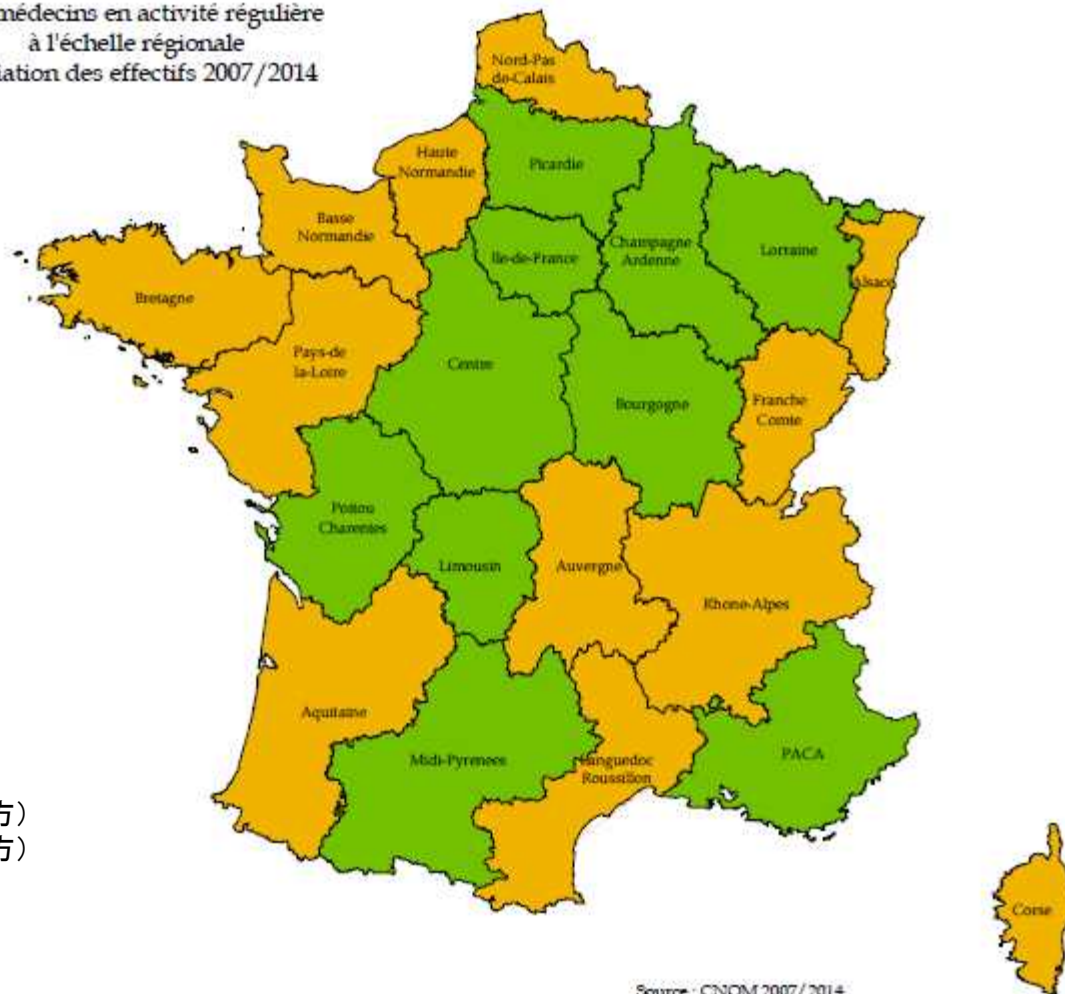 médecins en activité régulière
à l'échelle régionale
iation des effectifs 2007/2014
Nord-Pas
de-Calais
Haute
Normandie
Picardie
Basse
Normandie
Ile-de-France
Champagne
Ardenne
Lorraine
Alsace
Bretagne
Pays-de
la-Loire
Centre
Bourgogne
Franche
Comte
Poitou
Charentes
Limousin
Auvergne
Rhone-Alpes
Aquitaine
Midi-Pyrenees
Languedoc
Roussillon
PACA
方）
方）
Corse
Source : CNOM 2007/2014